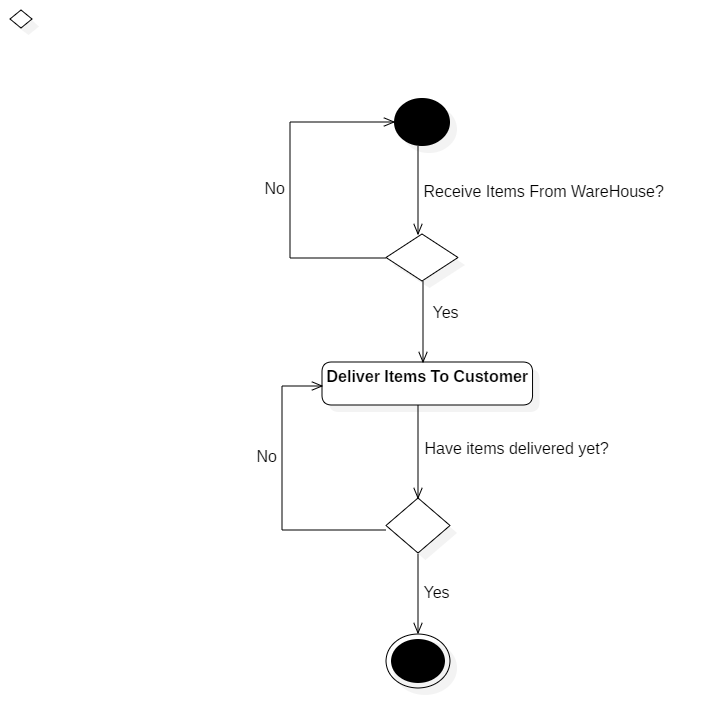 No
Receive Items From WareHouse?
Yes
Deliver Items To Customer
Have items delivered yet?
No
Yes